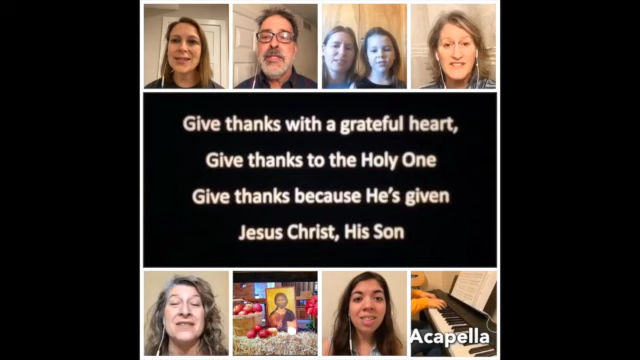 Give thanks with a grateful heart,
Give thanks to the Holy One
Give thanks because He's given
Jesus Christ, His Son
Acapella